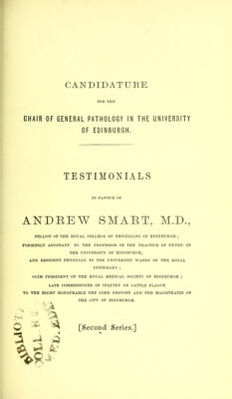 CANDIDATURE
FOR THE
CHAIR OF GENERAL PATHOLOGY IN THE UNIVERSITY
OF EDINBURGH.
TESTIMONIALS
IN FAVOUR OF
ANDREW SMART, M.D.,
FELLOW OF THE ROYAL COLLEGE OF PHYSICIANS OF EDINBURGH;
FORMERLY ASSISTANT TO THE PROFESSOR OF THE PRACTICE OF PHYSIC IN
THE UNIVERSITY OF EDINBURGH,
AND RESIDENT PHYSICIAN TO THE UNIVERSITY WARDS OF THE ROYAL
INFIRMARY;
OLIM PRESIDENT OF THE ROYAL MEDICAL SOCIETY OF EDINBURGH;
LATE COMMISSIONER OF INQUIRY ON CATTLE PLAGUE
TO THE RIGHT HONOURABLE THE LORD PROVOST AND THE MAGISTRATES OF
THE CITY OF EDINBURGH.
[Second Series.]
BIBLIOTH
COLL R
MED. EDIN